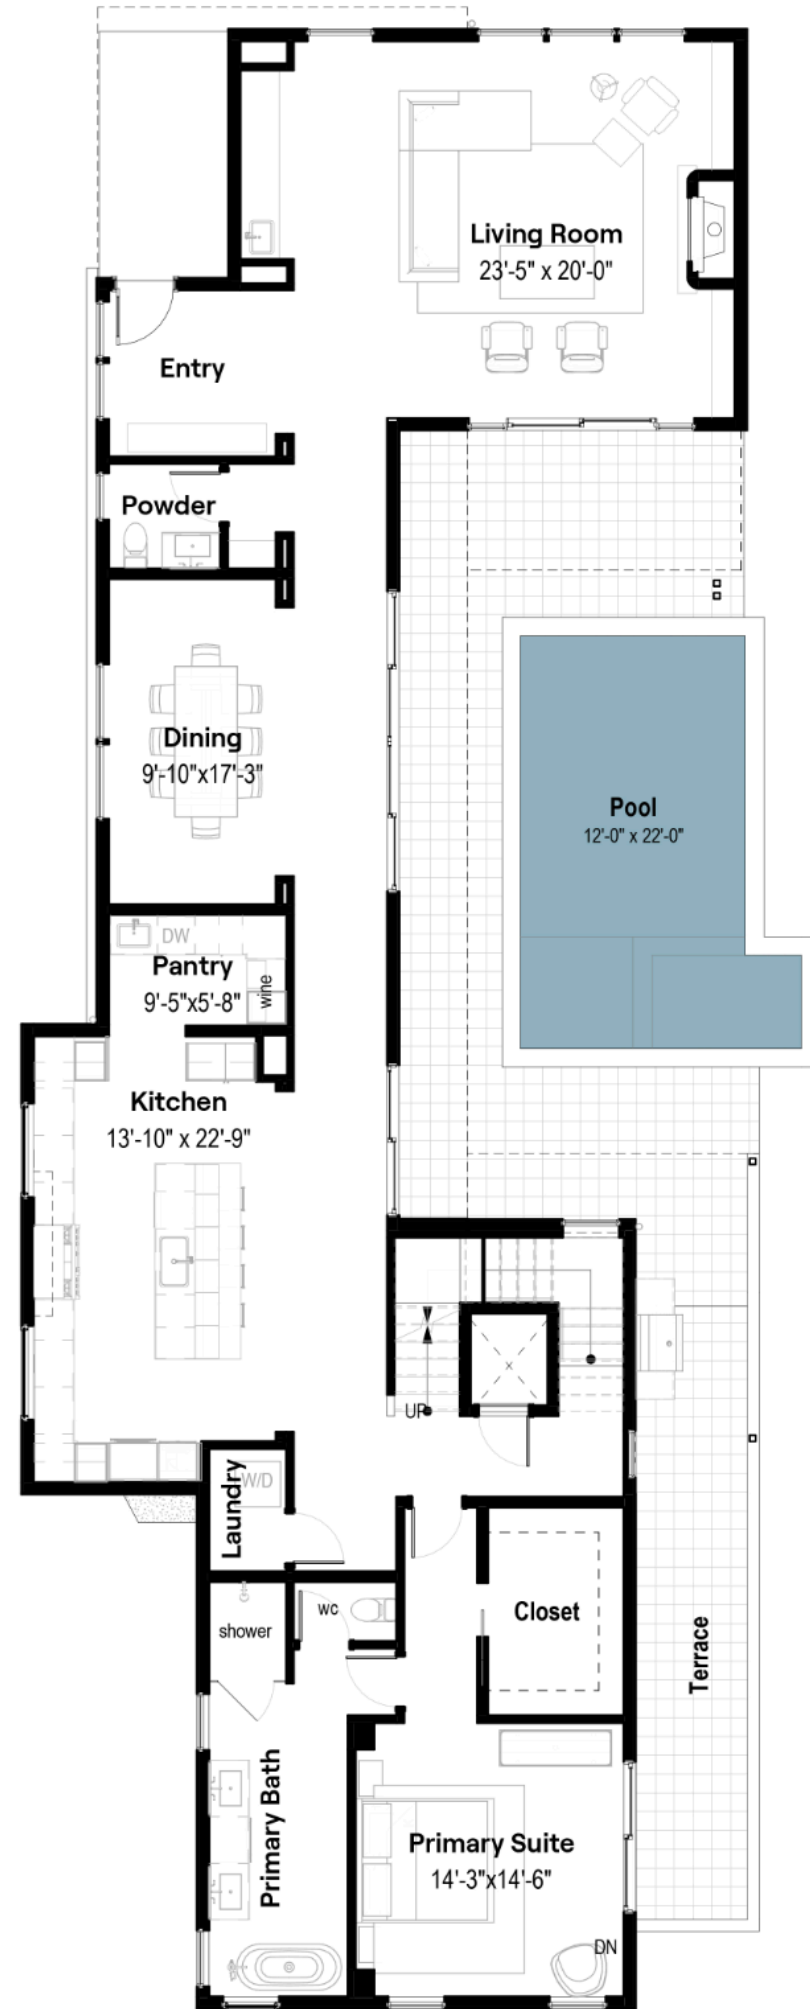 Living Room
23'-5" x 20'-0"
Entry
Powder
Dining
9'-10"x17'-3"
Pool
12'-0" x 22'-0"
DW
Pantry
9'-5"x5'-8"
wine
Kitchen
13'-10" x 22'-9"
UP
Laundry
W/D
wc
shower
Closet
Terrace
Primary Bath
Primary Suite
14'-3"x14'-6"
DN